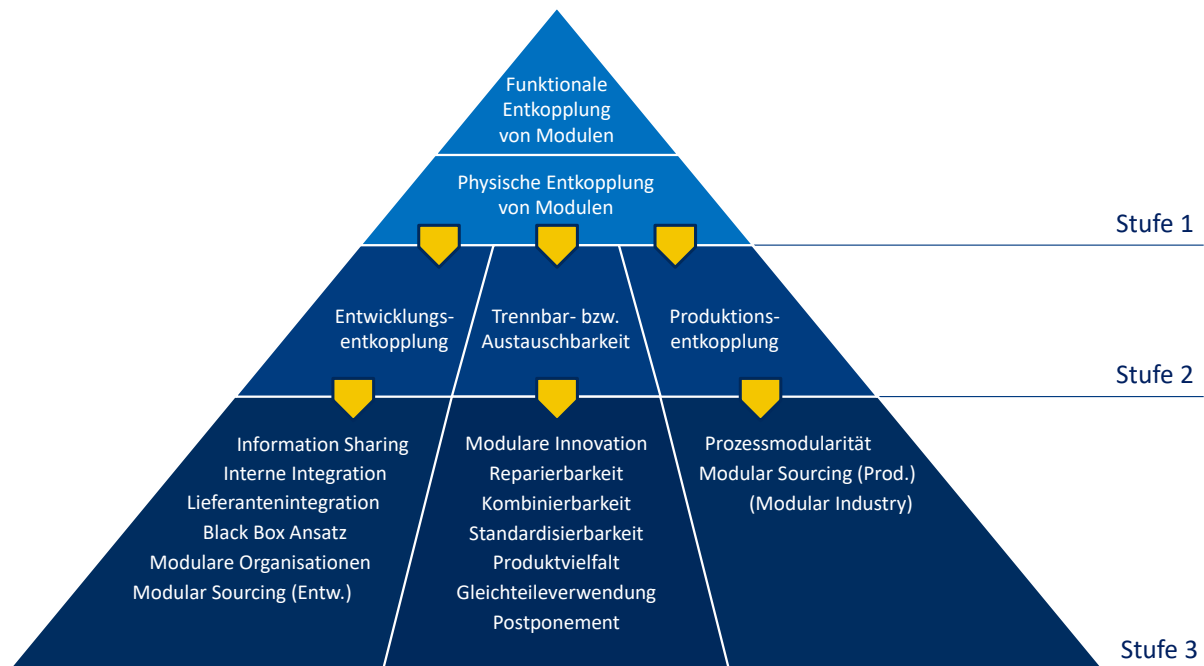 Funktionale
Entkopplung
von Modulen
Physische Entkopplung
von Modulen
Stufe 1
Entwicklungs-
entkopplung
Trennbar- bzw.
Austauschbarkeit
Produktions-
entkopplung
Stufe 2
Information Sharing
Interne Integration
Lieferantenintegration
Black Box Ansatz
Modulare Organisationen
Modular Sourcing (Entw.)
Modulare Innovation
Reparierbarkeit
Kombinierbarkeit
Standardisierbarkeit
Produktvielfalt
Gleichteileverwendung
Postponement
Prozessmodularität
Modular Sourcing (Prod.)
(Modular Industry)
Stufe 3